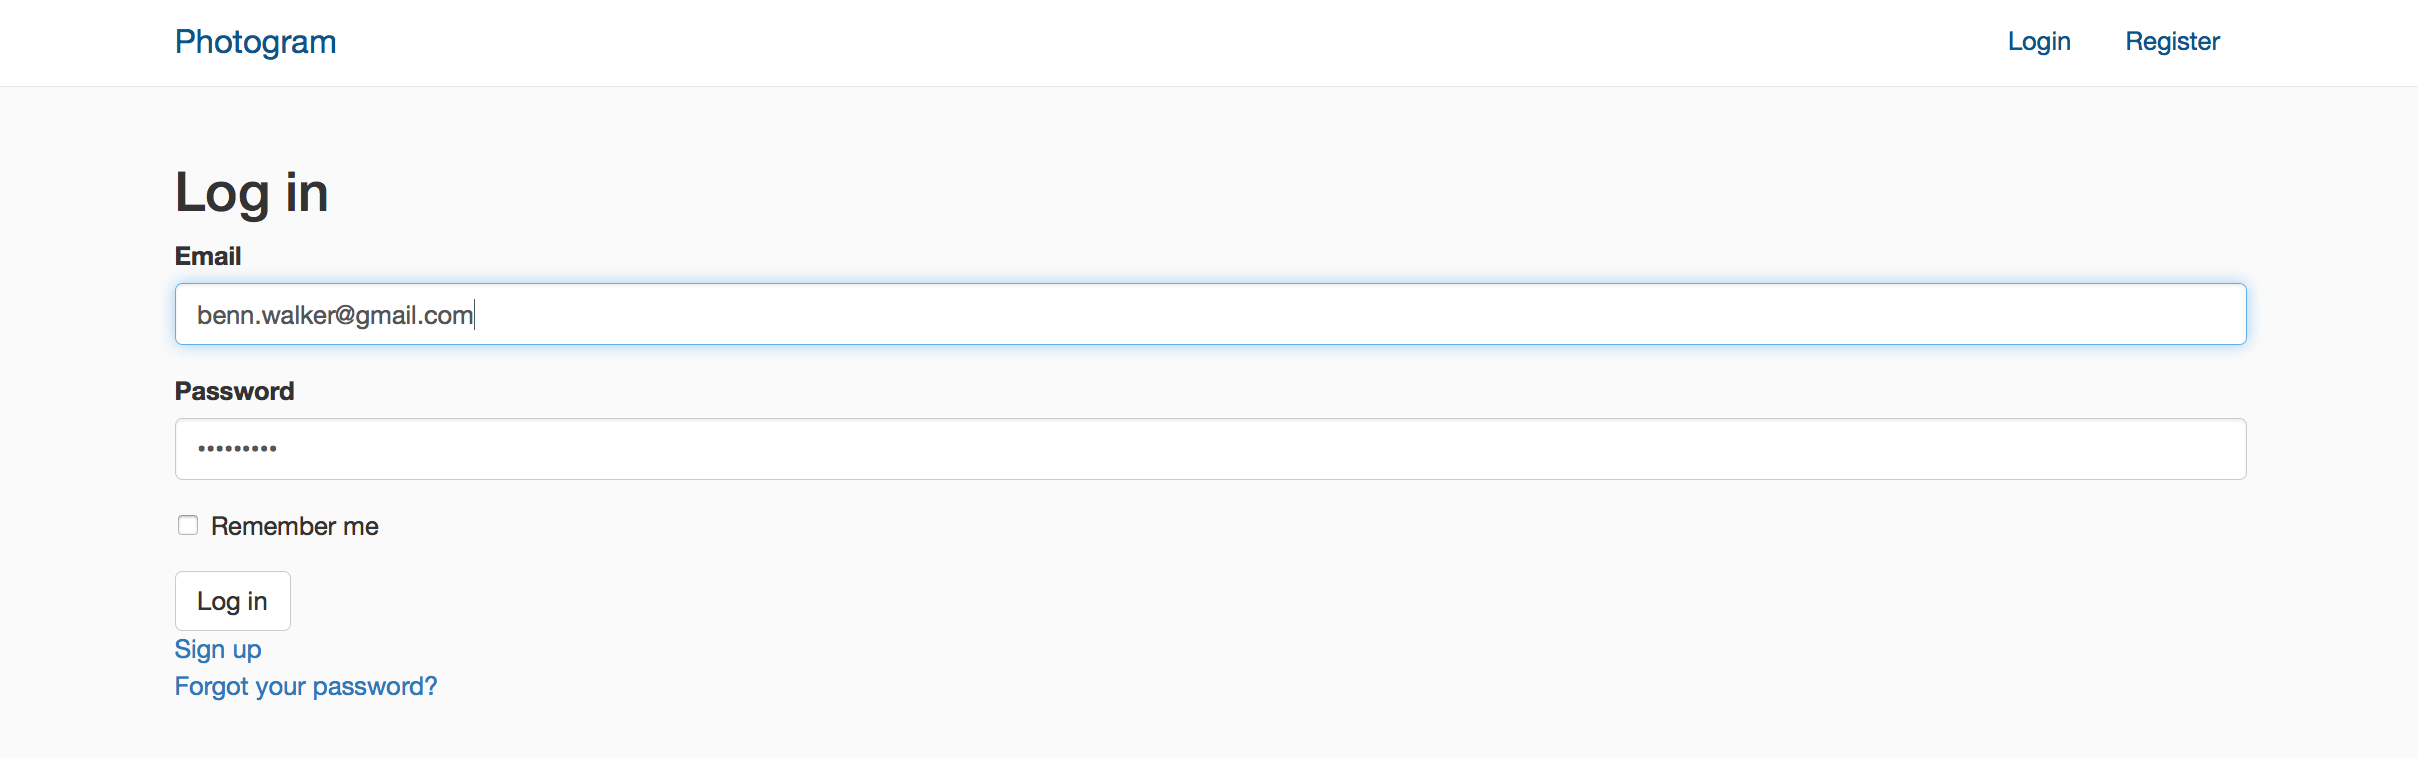 Photogram Login Register
Log in
Email
benn.walker@gmail.com
Password
•••••••••
Remember me
Log in
Sign up
Forgot your password?